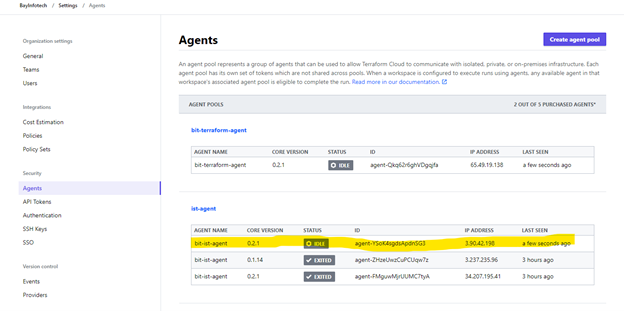 BayInfotech / Settings / Agents
Organization settings
General
Teams
Users
Integrations
Cost Estimation
Policies
Policy Sets
Security
Agents
API Tokens
Authentication
SSH Keys
SSO
Version control
Events
Providers
Agents
Create agent pool
An agent pool represents a group of agents that can be used to allow Terraform Cloud to communicate with isolated, private, or on-premises infrastructure. Each
agent pool has its own set of tokens which are not shared across pools. When a workspace is configured to execute runs using agents, any available agent in that
workspace's associated agent pool is eligible to complete the run. Read more in our documentation.
AGENT POOLS 2 OUT OF 5 PURCHASED AGENTS*
bit-terraform-agent
AGENT NAME CORE VERSION STATUS ID IP ADDRESS LAST SEEN
bit-terraform-agent 0.2.1 IDLE agent-Qkq62r6ghVDgqjfa 65.49.19.138 a few seconds ago
ist-agent
AGENT NAME CORE VERSION STATUS ID IP ADDRESS LAST SEEN
bit-ist-agent 0.2.1 IDLE agent-YSoK4sgdsApdnSG3 3.90.42.198 a few seconds ago
bit-ist-agent 0.1.14 EXITED agent-ZHzeUwzCuPCUqw7z 3.237.235.96 3 hours ago
bit-ist-agent 0.2.1 EXITED agent-FMguwMjrUUMC7tyA 34.207.195.41 3 hours ago